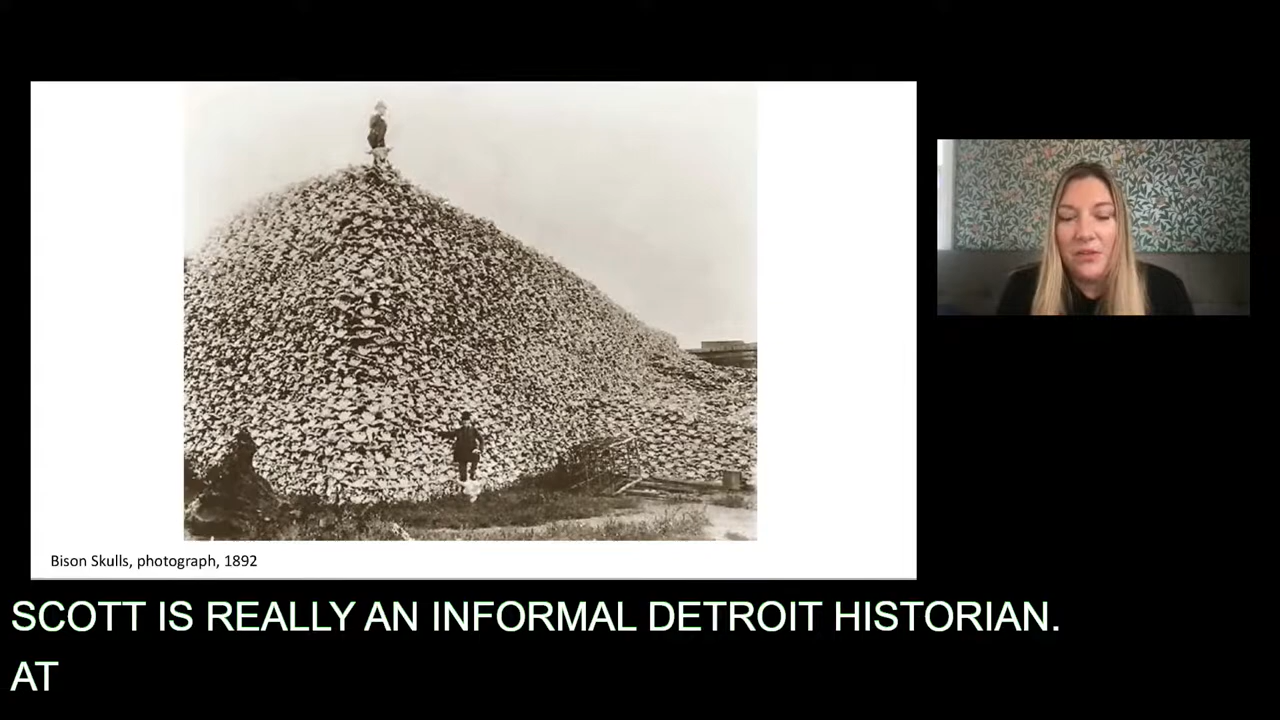 Bison Skulls, photograph, 1892
SCOTT IS REALLY AN INFORMAL DETROIT HISTORIAN.
AT